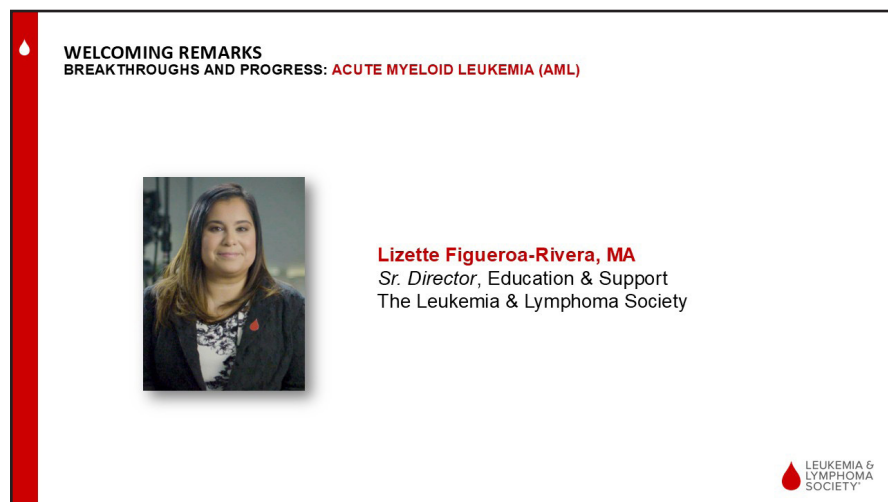 WELCOMING REMARKS
BREAKTHROUGHS AND PROGRESS: ACUTE MYELOID LEUKEMIA (AML)
Lizette Figueroa-Rivera, MA
Sr. Director, Education & Support
The Leukemia & Lymphoma Society
LEUKEMIA &
LYMPHOMA
SOCIETY®